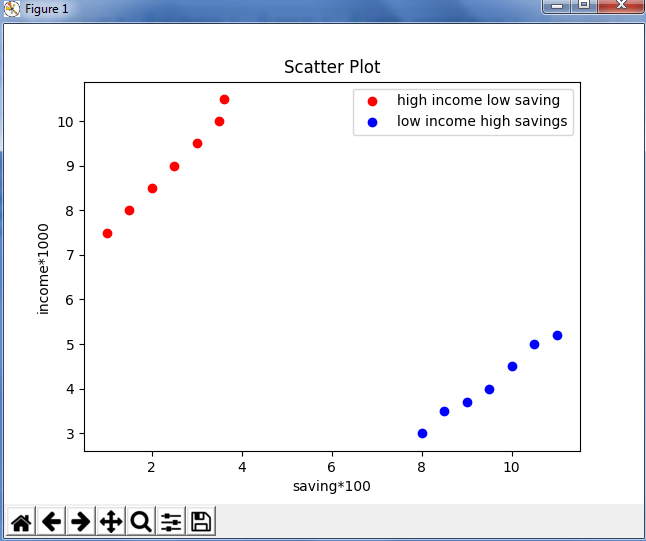 Figure 1
Scatter Plot
high income low saving
low income high savings
10
9
8
7
6
5
4
3
income*1000
2 4 6 8 10
saving*100